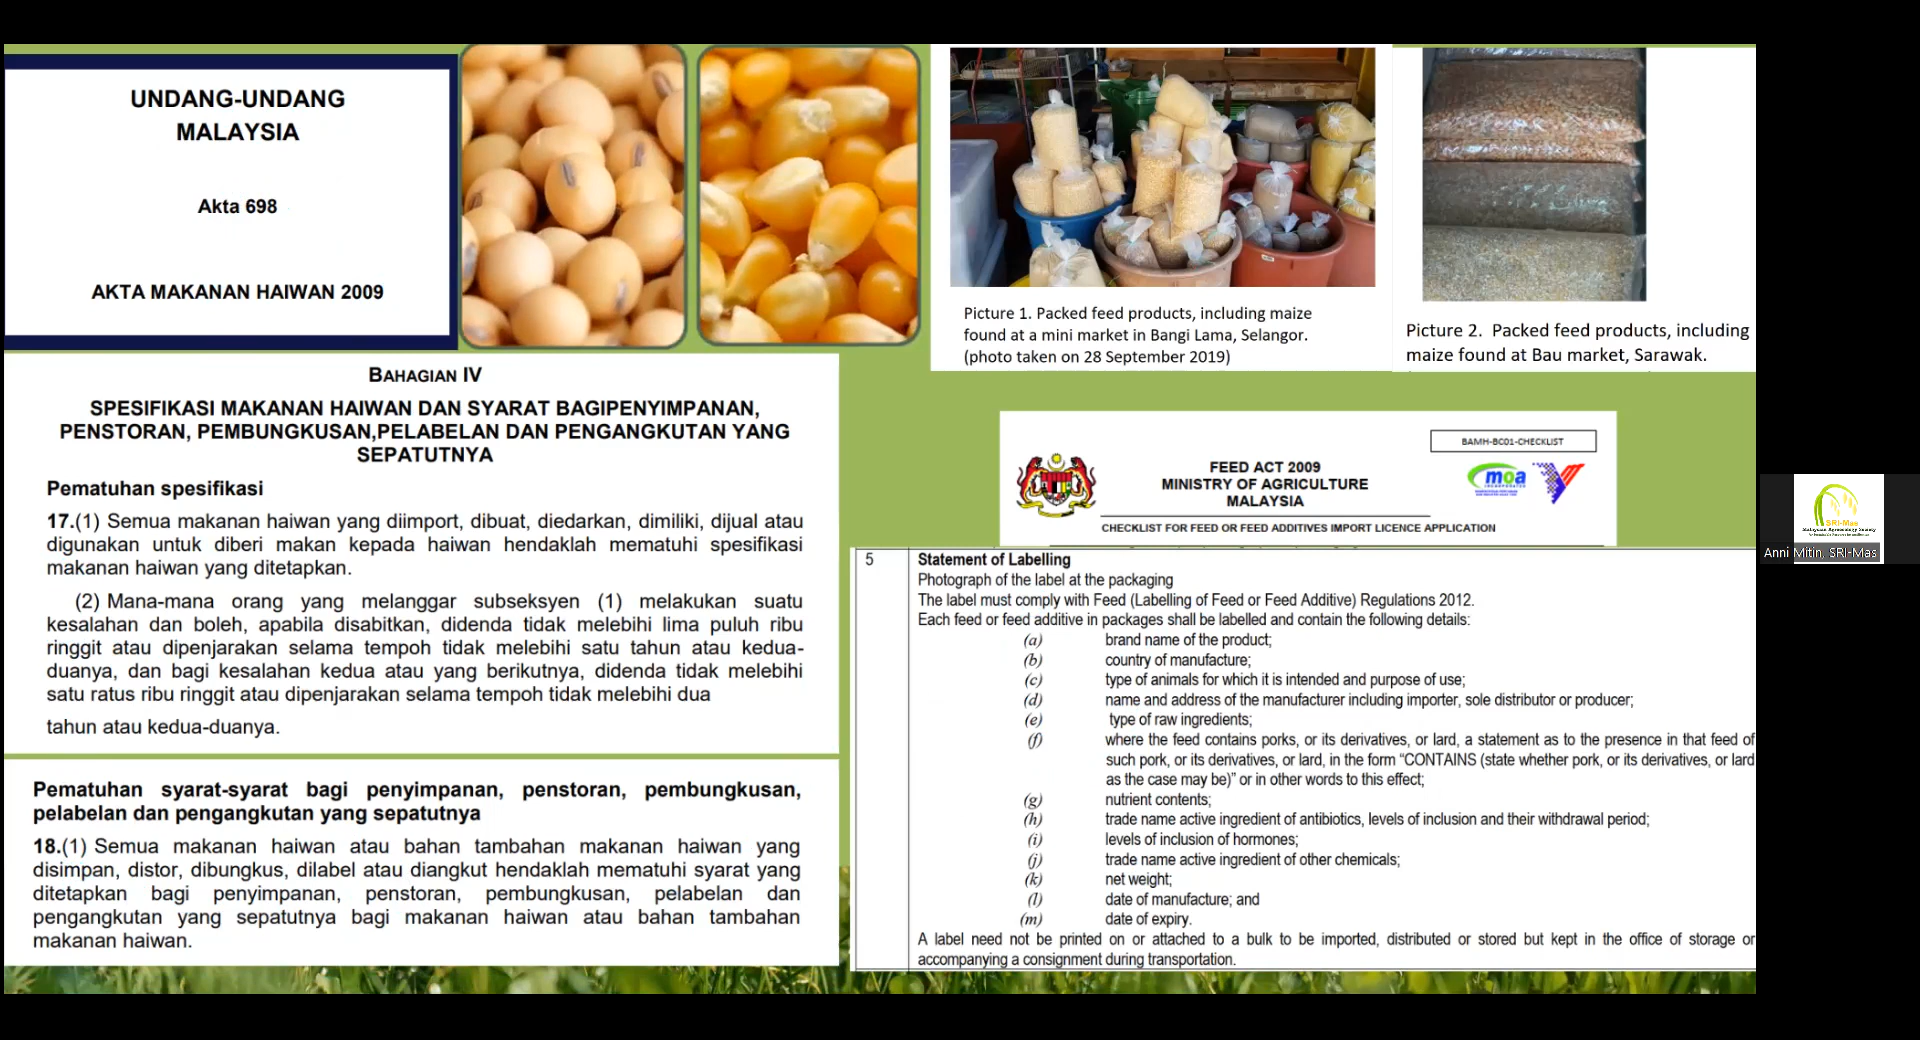 UNDANG-UNDANG
MALAYSIA
Akta 698
AKTA MAKANAN HAIWAN 2009
BAHAGIAN IV
SPESIFIKASI MAKANAN HAIWAN DAN SYARAT BAGIPENYIMPANAN,
PENSTORAN, PEMBUNGKUSAN,PELABELAN DAN PENGANGKUTAN YANG
SEPATUTNYA
Pematuhan spesifikasi
17.(1) Semua makanan haiwan yang diimport, dibuat, diedarkan, dimiliki, dijual atau
digunakan untuk diberi makan kepada haiwan hendaklah mematuhi spesifikasi
makanan haiwan yang ditetapkan.
(2) Mana-mana orang yang melanggar subseksyen (1) melakukan suatu
kesalahan dan boleh, apabila disabitkan, didenda tidak melebihi lima puluh ribu
ringgit atau dipenjarakan selama tempoh tidak melebihi satu tahun atau kedua-
duanya, dan bagi kesalahan kedua atau yang berikutnya, didenda tidak melebihi
satu ratus ribu ringgit atau dipenjarakan selama tempoh tidak melebihi dua
tahun atau kedua-duanya.
Pematuhan syarat-syarat bagi penyimpanan, penstoran, pembungkusan,
pelabelan dan pengangkutan yang sepatutnya
18.(1) Semua makanan haiwan atau bahan tambahan makanan haiwan yang
disimpan, distor, dibungkus, dilabel atau diangkut hendaklah mematuhi syarat yang
ditetapkan bagi penyimpanan, penstoran, pembungkusan, pelabelan dan
pengangkutan yang sepatutnya bagi makanan haiwan atau bahan tambahan
makanan haiwan.
Picture 1. Packed feed products, including maize
found at a mini market in Bangi Lama, Selangor.
(photo taken on 28 September 2019)
Picture 2. Packed feed products, including
maize found at Bau market, Sarawak.
BAMH-BC01-CHECKLIST
FEED ACT 2009
MINISTRY OF AGRICULTURE
MALAYSIA
moa
CHECKLIST FOR FEED OR FEED ADDITIVES IMPORT LICENCE APPLICATION
5 Statement of Labelling
Photograph of the label at the packaging
The label must comply with Feed (Labelling of Feed or Feed Additive) Regulations 2012.
Each feed or feed additive in packages shall be labelled and contain the following details:
(a) brand name of the product;
(b) country of manufacture;
(c) type of animals for which it is intended and purpose of use;
(d) name and address of the manufacturer including importer, sole distributor or producer;
(e) type of raw ingredients;
(f) where the feed contains porks, or its derivatives, or lard, a statement as to the presence in that feed of
such pork, or its derivatives, or lard, in the form “CONTAINS (state whether pork, or its derivatives, or lard
as the case may be)” or in other words to this effect;
(g) nutrient contents;
(h) trade name active ingredient of antibiotics, levels of inclusion and their withdrawal period;
(i) levels of inclusion of hormones;
(j) trade name active ingredient of other chemicals;
(k) net weight;
(l) date of manufacture; and
(m) date of expiry.
A label need not be printed on or attached to a bulk to be imported, distributed or stored but kept in the office of storage or
accompanying a consignment during transportation.
SRI-Mas
Anni Mitin, SRI-Mas